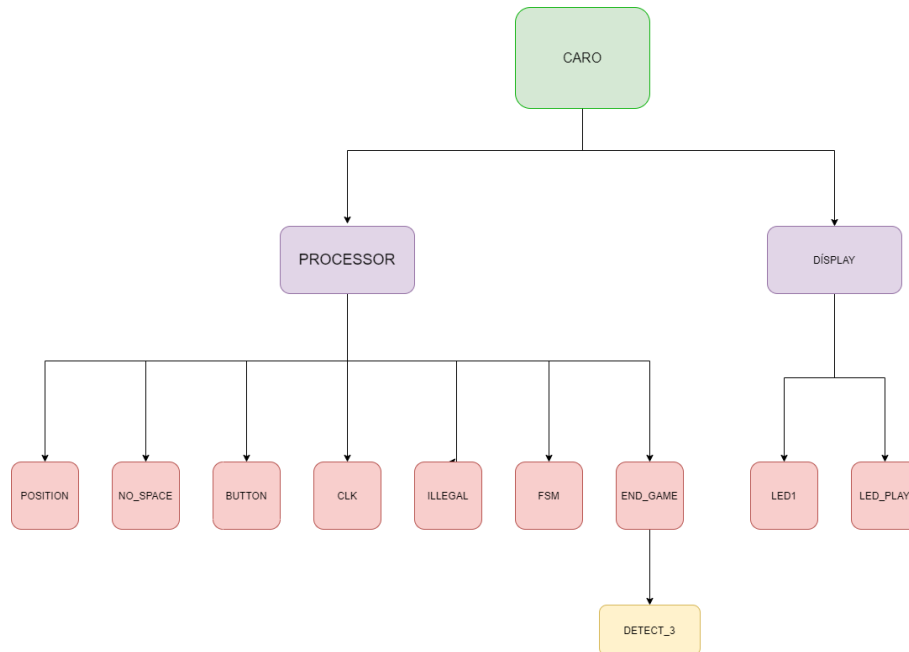 CARO
PROCESSOR
DÍSPLAY
POSITION
NO_SPACE
BUTTON
CLK
ILLEGAL
FSM
END_GAME
LED1
LED_PLAY
DETECT_3